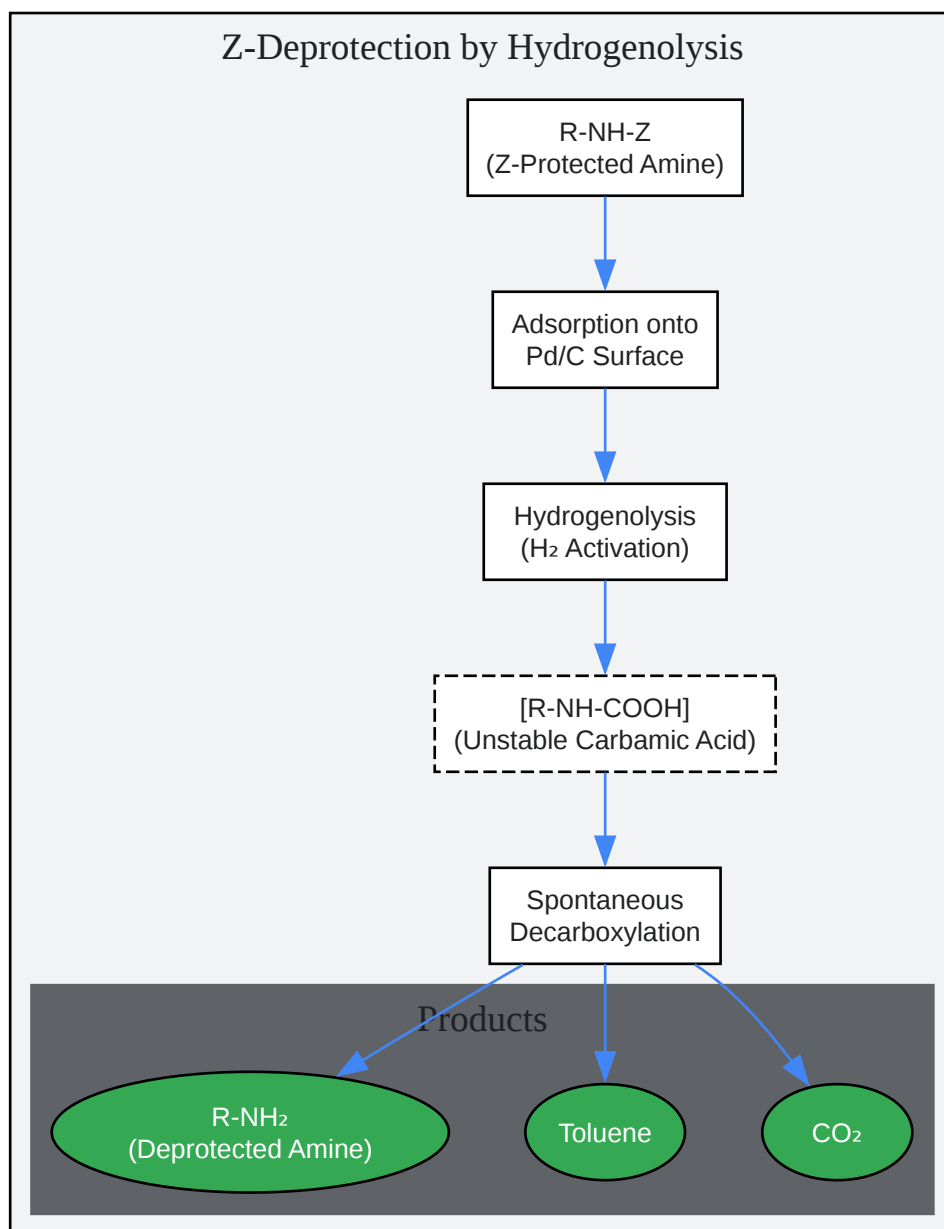 Z-Deprotection by Hydrogenolysis
R-NH-Z
(Z-Protected Amine)
Adsorption onto
Pd/C Surface
Hydrogenolysis
(H₂ Activation)
[R-NH-COOH]
(Unstable Carbamic Acid)
Spontaneous
Decarboxylation
Products
R-NH₂
(Deprotected Amine)
Toluene
CO₂